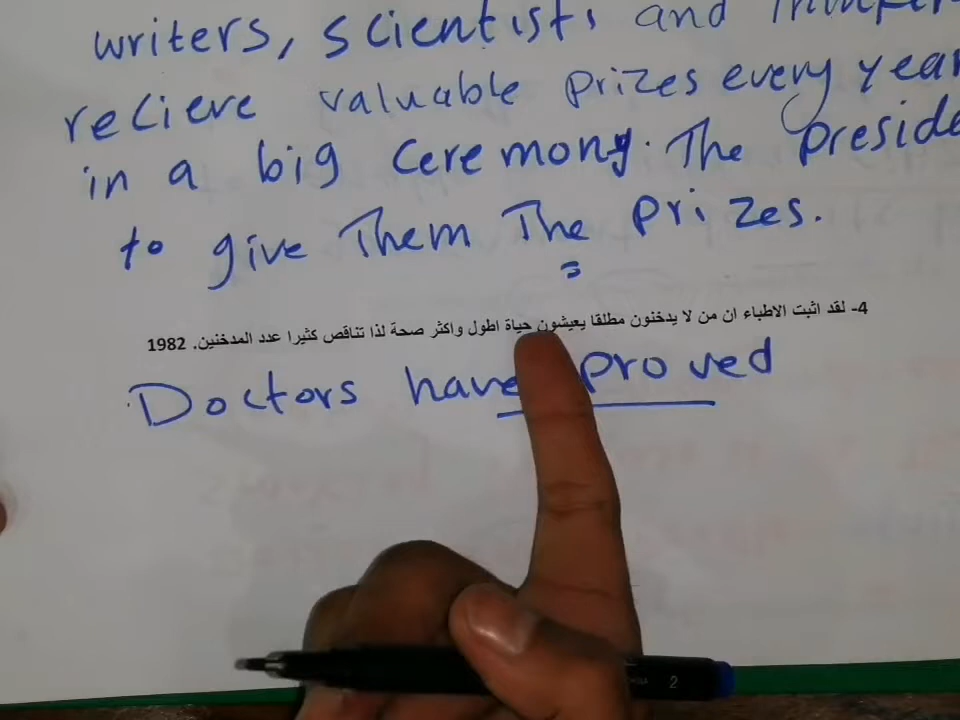 writers, scientists and
relieve valuable prizes every year
in a big ceremony. The preside
to give Them The prizes.
4- لقد اثبت الاطباء ان من لا يدخنون مطلقا يعيشون حياة اطول واكثر صحة لذا تناقص كثيرا عدد المدخنين. 1982
Doctors have proved
2